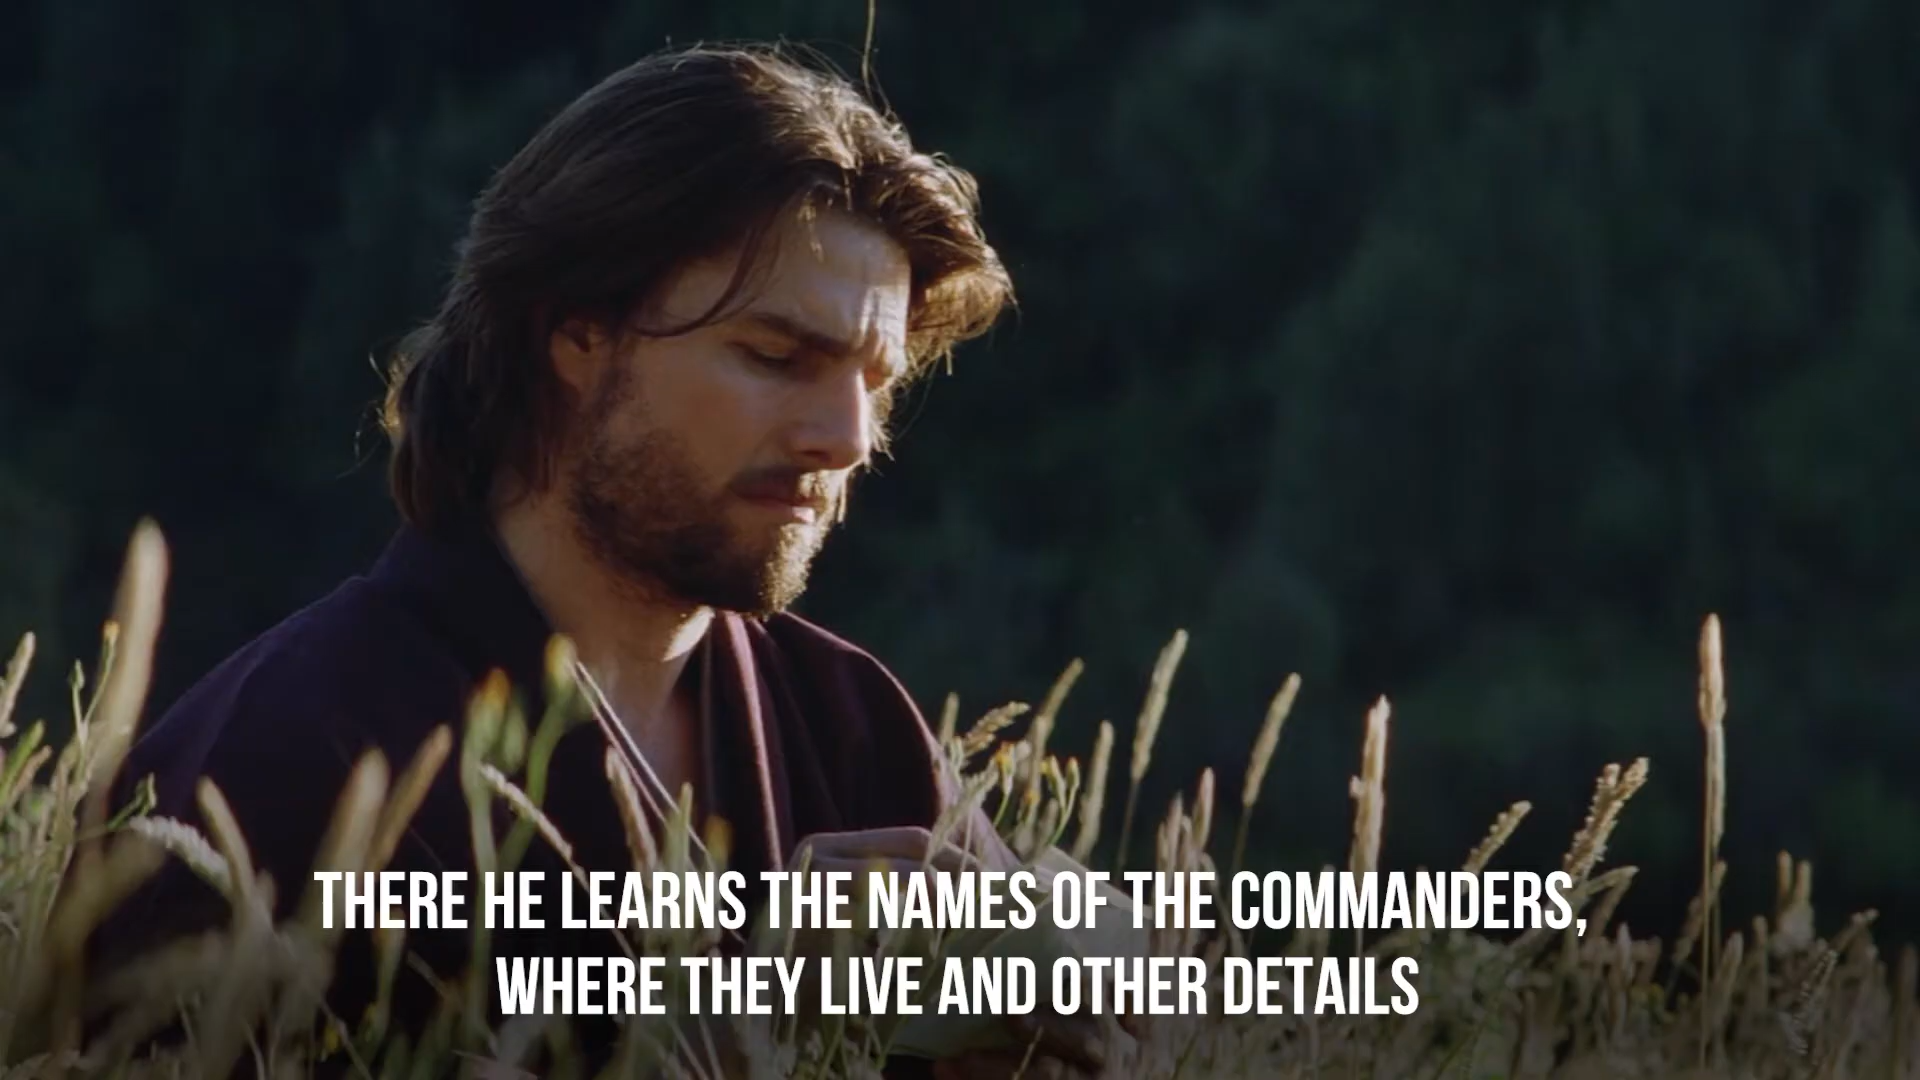 THERE HE LEARNS THE NAMES OF THE COMMANDERS,
WHERE THEY LIVE AND OTHER DETAILS